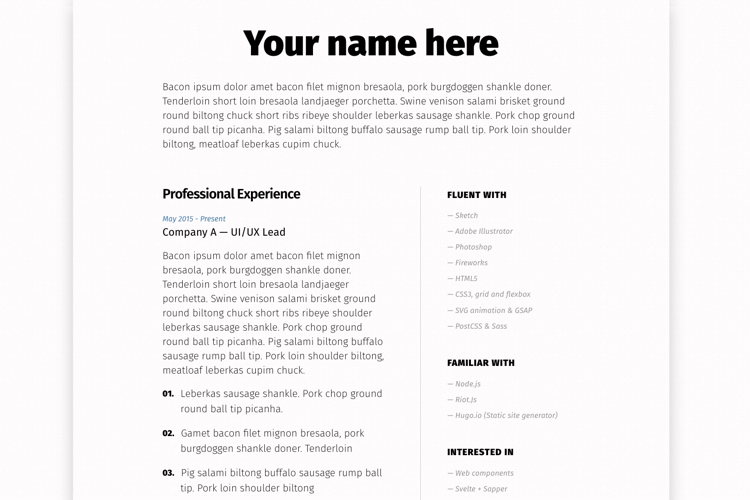 Your name here
Bacon ipsum dolor amet bacon filet mignon bresaola, pork burgdoggen shankle doner.
Tenderloin short loin bresaola landjaeger porchetta. Swine venison salami brisket ground
round biltong chuck short ribs ribeye shoulder leberkas sausage shankle. Pork chop ground
round ball tip picanha. Pig salami biltong buffalo sausage rump ball tip. Pork loin shoulder
biltong, meatloaf leberkas cupim chuck.
Professional Experience
May 2015 - Present
Company A — UI/UX Lead
Bacon ipsum dolor amet bacon filet mignon
bresaola, pork burgdoggen shankle doner.
Tenderloin short loin bresaola landjaeger
porchetta. Swine venison salami brisket ground
round biltong chuck short ribs ribeye shoulder
leberkas sausage shankle. Pork chop ground
round ball tip picanha. Pig salami biltong buffalo
sausage rump ball tip. Pork loin shoulder biltong,
meatloaf leberkas cupim chuck.
01. Leberkas sausage shankle. Pork chop ground
round ball tip picanha.
02. Gamet bacon filet mignon bresaola, pork
burgdoggen shankle doner. Tenderloin
03. Pig salami biltong buffalo sausage rump ball
tip. Pork loin shoulder biltong
FLUENT WITH
— Sketch
— Adobe Illustrator
— Photoshop
— Fireworks
— HTML5
— CSS3, grid and flexbox
— SVG animation & GSAP
— PostCSS & Sass
FAMILIAR WITH
— Node.js
— Riot.Js
— Hugo.io (Static site generator)
INTERESTED IN
— Web components
— Svelte + Sapper